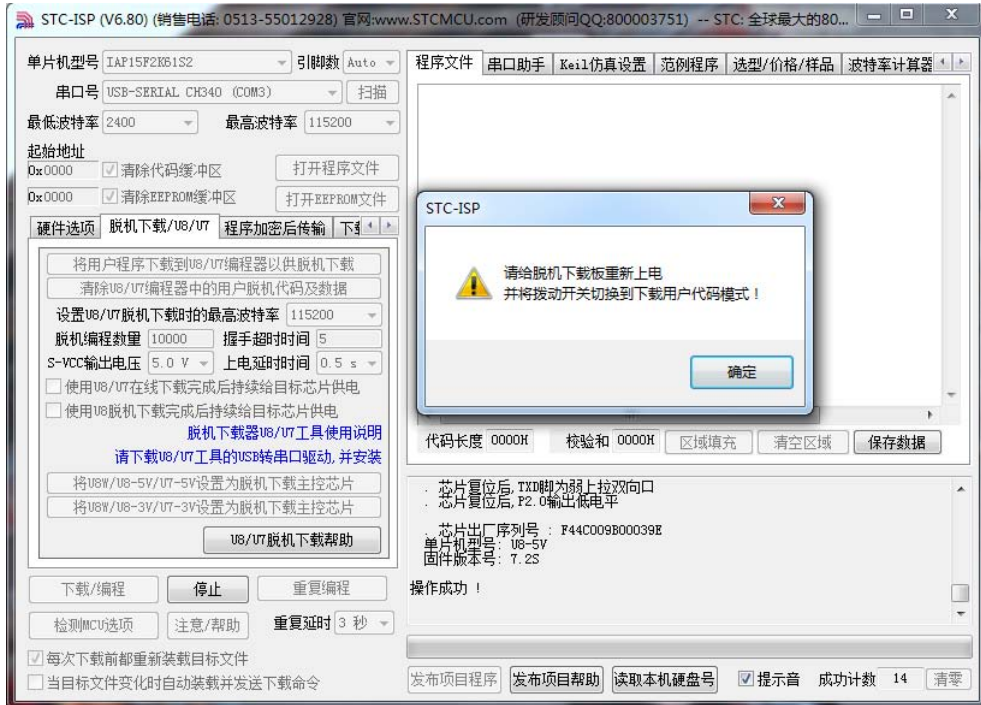 STC-ISP (V6.80) (销售电话: 0513-55012928) 官网:www.STCMCU.com (研发顾问QQ:800003751) -- STC: 全球最大的80...
单片机型号 IAP15F2K61S2 引脚数 Auto
串口号 USB-SERIAL CH340 (COM3) 扫描
最低波特率 2400 最高波特率 115200
起始地址
0x0000 清除代码缓冲区 打开程序文件
0x0000 清除EEPROM缓冲区 打开EEPROM文件
硬件选项 脱机下载/U8/U7 程序加密后传输
将用户程序下载到U8/U7编程器以供脱机下载
清除U8/U7编程器中的用户脱机代码及数据
设置U8/U7脱机下载时的最高波特率 115200
脱机编程数量 10000 握手超时时间 5
S-VCC输出电压 5.0 V 上电延时时间 0.5 s
使用U8/U7在线下载完成后持续给目标芯片供电
使用U8脱机下载完成后持续给目标芯片供电
脱机下载器U8/U7工具使用说明
请下载U8/U7工具的USB转串口驱动,并安装
将U8W/U8-5V/U7-5V设置为脱机下载主控芯片
将U8W/U8-3V/U7-3V设置为脱机下载主控芯片
U8/U7脱机下载帮助
下载/编程 停止 重复编程
检测MCU选项 注意/帮助 重复延时 3 秒
每次下载前都重新装载目标文件
当目标文件变化时自动装载并发送下载命令
程序文件 串口助手 Keil仿真设置 范例程序 选型/价格/样品 波特率计算器
STC-ISP
请给脱机下载板重新上电
并将拨动开关切换到下载用户代码模式！
确定
代码长度 0000H 校验和 0000H 区域填充 清空区域 保存数据
. 芯片复位后,TXD脚为弱上拉双向口
. 芯片复位后,P2.0输出低电平
. 芯片出厂序列号 : F44C009B00039E
单片机型号: U8-5V
固件版本号: 7.2S
操作成功 !
发布项目程序 发布项目帮助 读取本机硬盘号 提示音 成功计数 14 清零